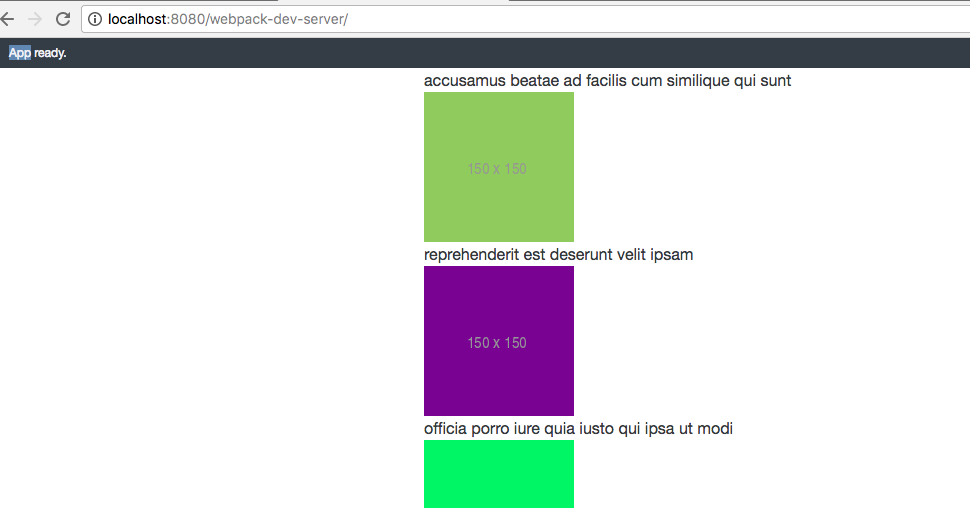 localhost:8080/webpack-dev-server/
App ready.
accusamus beatae ad facilis cum similique qui sunt
150 x 150
reprehenderit est deserunt velit ipsam
150 x 150
officia porro iure quia iusto qui ipsa ut modi